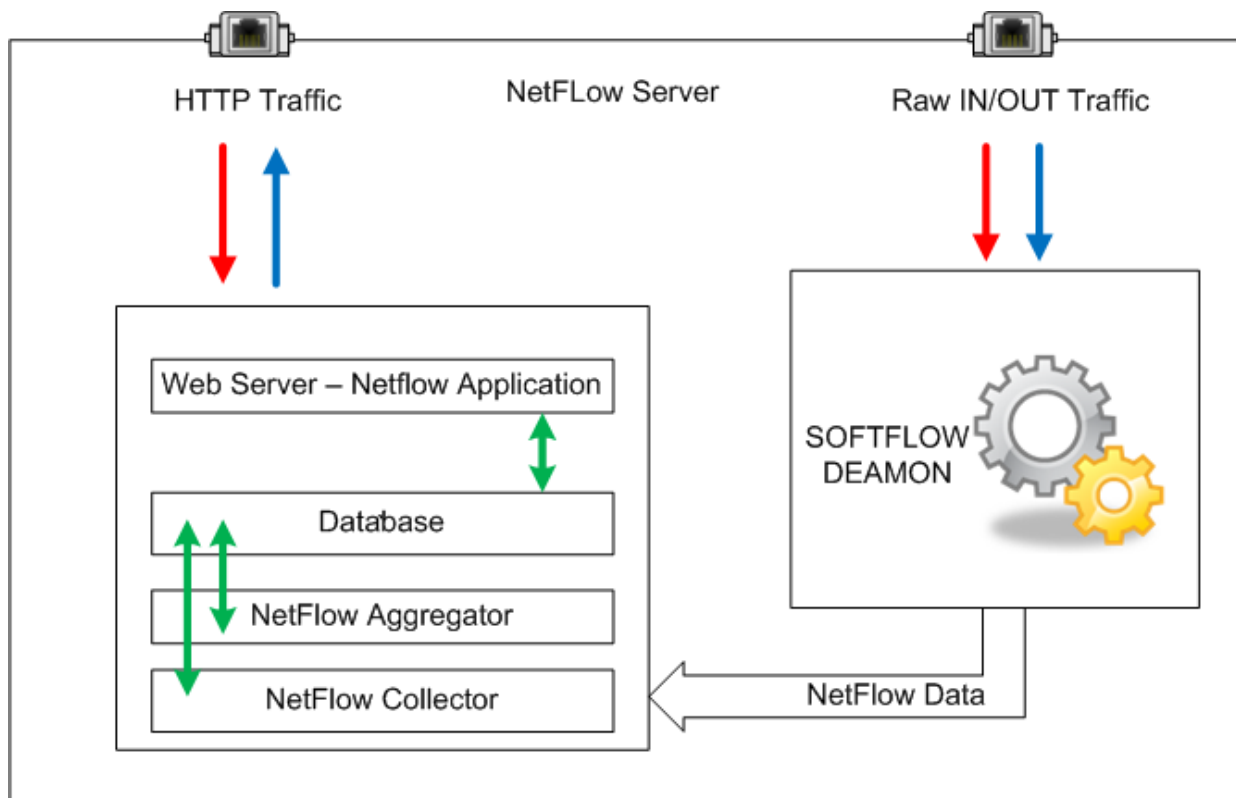 HTTP Traffic
NetFLow Server
Raw IN/OUT Traffic
Web Server – Netflow Application
Database
NetFlow Aggregator
NetFlow Collector
SOFTFLOW
DEAMON
NetFlow Data